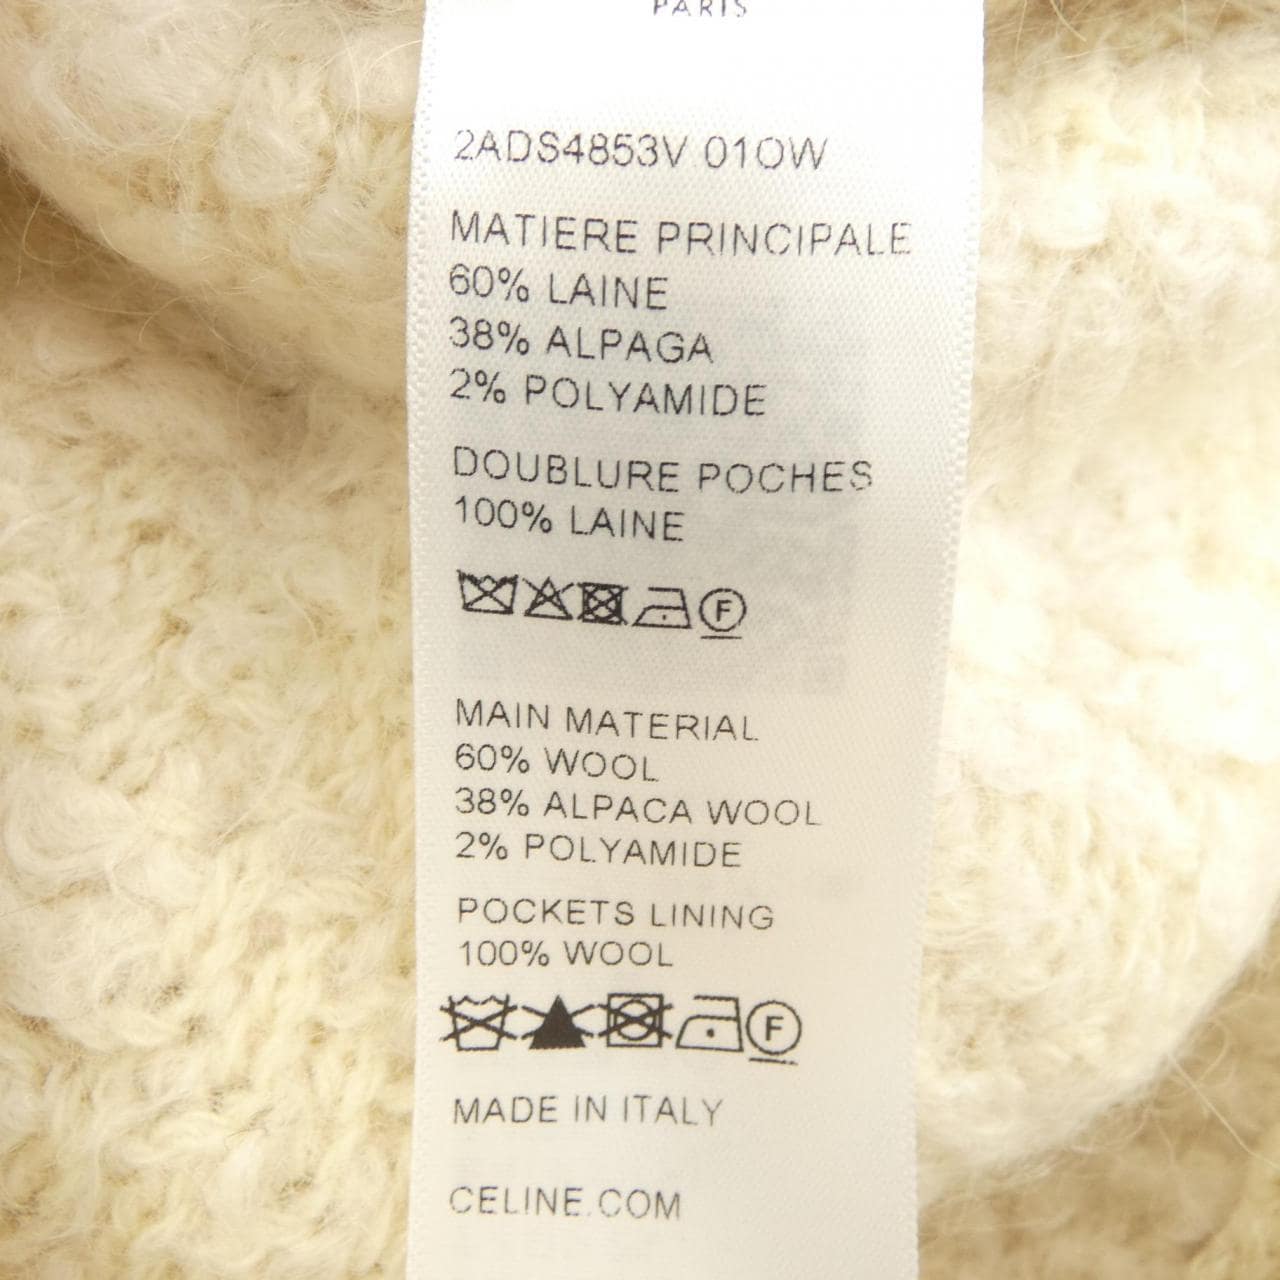 PARIS
2ADS4853V 01OW
MATIERE PRINCIPALE
60% LAINE
38% ALPAGA
2% POLYAMIDE
DOUBLURE POCHES
100% LAINE
F
MAIN MATERIAL
60% WOOL
38% ALPACA WOOL
2% POLYAMIDE
POCKETS LINING
100% WOOL
F
MADE IN ITALY
CELINE.COM